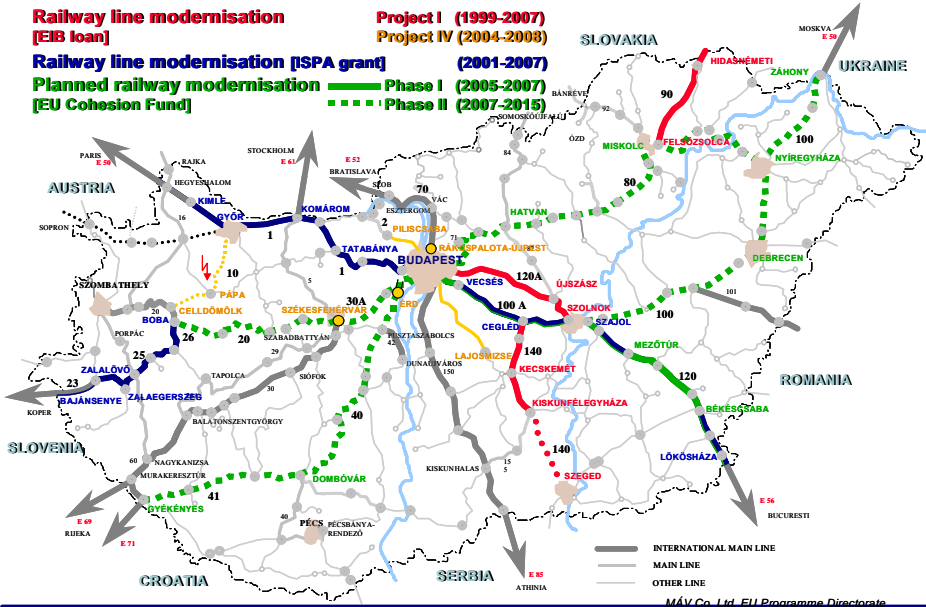 Railway line modernisation Project I (1999-2007)
[EIB loan] Project IV (2004-2008)
Railway line modernisation [ISPA grant] (2001-2007)
Planned railway modernisation Phase I (2005-2007)
[EU Cohesion Fund] Phase II (2007-2015)
MOSKVA
E 50
SLOVAKIA
HIDASNÉMETI
UKRAINE
ZÁHONY
90
BÁNRÉVE
92
SOMOSKŐÚJFALU
ÓZD
MISKOLC
FELSŐZSOLCA
100
NYÍREGYHÁZA
84
80
STOCKHOLM
E 61
E 52
BRATISLAVA
PARIS
E 50
RAJKA
HEGYESHALOM
AUSTRIA
KIMLE
SOPRON
16
GYŐR
KOMÁROM
1
SZOB
70
VÁC
ESZTERGOM
2
PILISCSABA
HATVAN
71
RÁKOSPALOTA-ÚJPEST
TATABÁNYA
BUDAPEST
1
5
10
PÁPA
VECSÉS
120A
ÚJSZÁSZ
DEBRECEN
101
SZOMBATHELY
20
CELLDÖMÖLK
BOBA
SZÉKESFEHÉRVÁR
30A
ÉRD
100 A
SZOLNOK
CEGLÉD
SZAJOL
100
PORPÁC
26
20
SZABADBATTYÁN
PUSZTASZABOLCS
42
140
MEZŐTÚR
25
29
DUNAÚJVÁROS
LAJOSMIZSE
150
KECSKEMÉT
120
ROMANIA
ZALALÖVŐ
TAPOLCA
SIÓFOK
30
23
BAJÁNSENYE
ZALAEGERSZEG
KOPER
KISKUNFÉLEGYHÁZA
BÉKÉSCSABA
BALATONSZENTGYÖRGY
40
SLOVENIA
60
NAGYKANIZSA
MURAKERESZTÚR
KISKUNHALAS
15
5
140
LŐKÖSHÁZA
SZEGED
DOMBÓVÁR
41
GYÉKÉNYES
E 69
RIJEKA
E 71
40
PÉCS
PÉCSBÁNYA-
RENDEZŐ
E 56
BUCURESTI
CROATIA
SERBIA
E 85
ATHINIA
INTERNATIONAL MAIN LINE
MAIN LINE
OTHER LINE
MÁV Co. Ltd. EU Programme Directorate